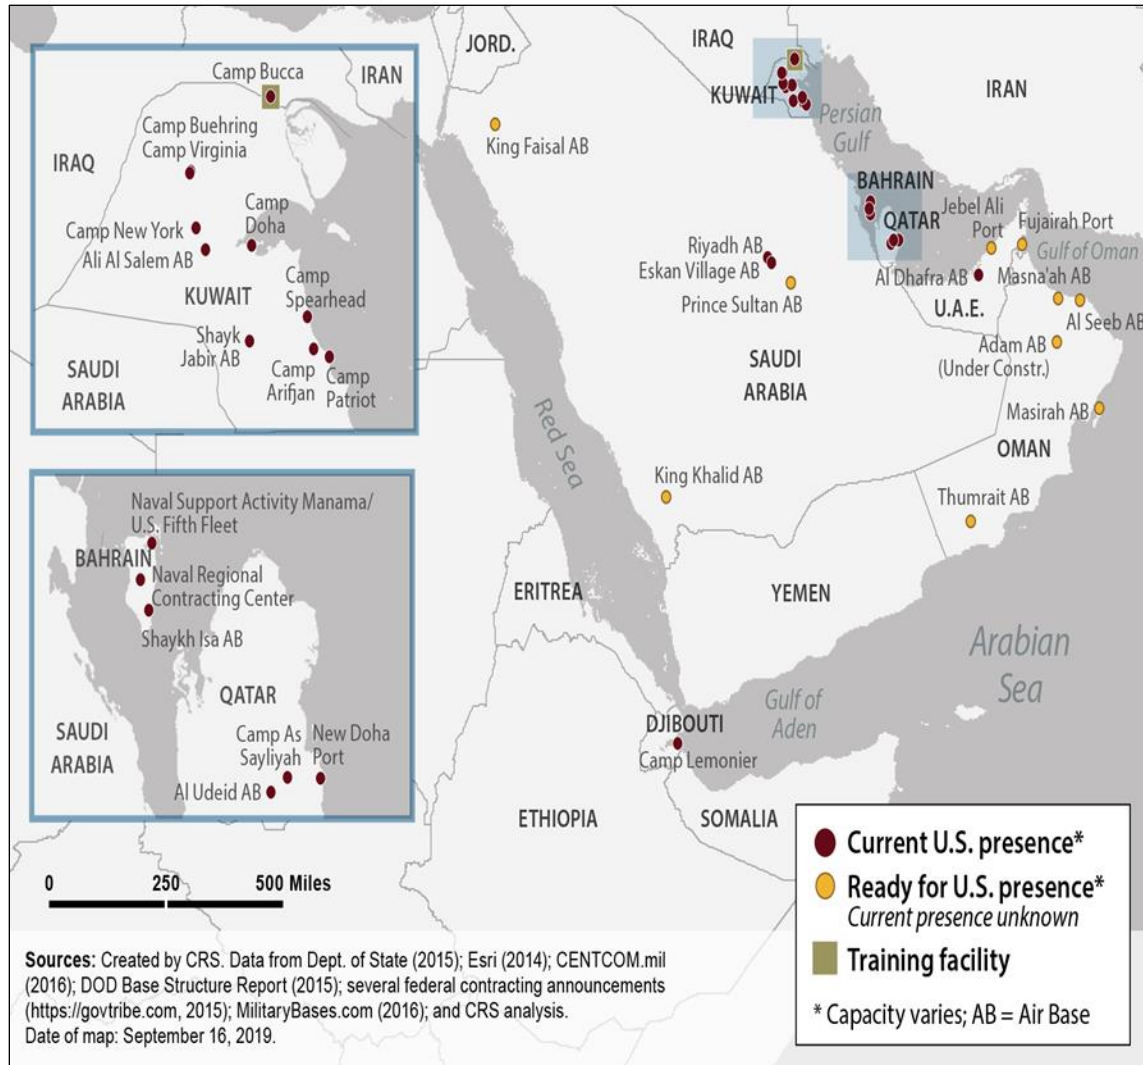 Camp Bucca
IRAN
Camp Buehring
Camp Virginia
IRAQ
Camp New York
Ali Al Salem AB
Camp
Doha
KUWAIT
Camp
Spearhead
Shayk
Jabir AB
Camp
Arifjan
Camp
Patriot
SAUDI
ARABIA
Naval Support Activity Manama/
U.S. Fifth Fleet
BAHRAIN
Naval Regional
Contracting Center
Shaykh Isa AB
QATAR
SAUDI
ARABIA
Camp As
Sayliyah
New Doha
Port
Al Udeid AB
JORD.
IRAQ
KUWAIT
IRAN
Persian
Gulf
King Faisal AB
BAHRAIN
QATAR
Jebel Ali
Port
Fujairah Port
Gulf of Oman
Riyadh AB
Eskan Village AB
Prince Sultan AB
Al Dhafra AB
Masna'ah AB
U.A.E.
Al Seeb AB
Adam AB
(Under Constr.)
SAUDI
ARABIA
Masirah AB
OMAN
Red Sea
King Khalid AB
Thumrait AB
ERITREA
YEMEN
Arabian
Sea
DJIBOUTI
Gulf of
Aden
Camp Lemonier
ETHIOPIA
SOMALIA
0 250 500 Miles
Current U.S. presence*
Ready for U.S. presence*
Current presence unknown
Training facility
* Capacity varies; AB = Air Base
Sources: Created by CRS. Data from Dept. of State (2015); Esri (2014); CENTCOM.mil
(2016); DOD Base Structure Report (2015); several federal contracting announcements
(https://govtribe.com, 2015); MilitaryBases.com (2016); and CRS analysis.
Date of map: September 16, 2019.